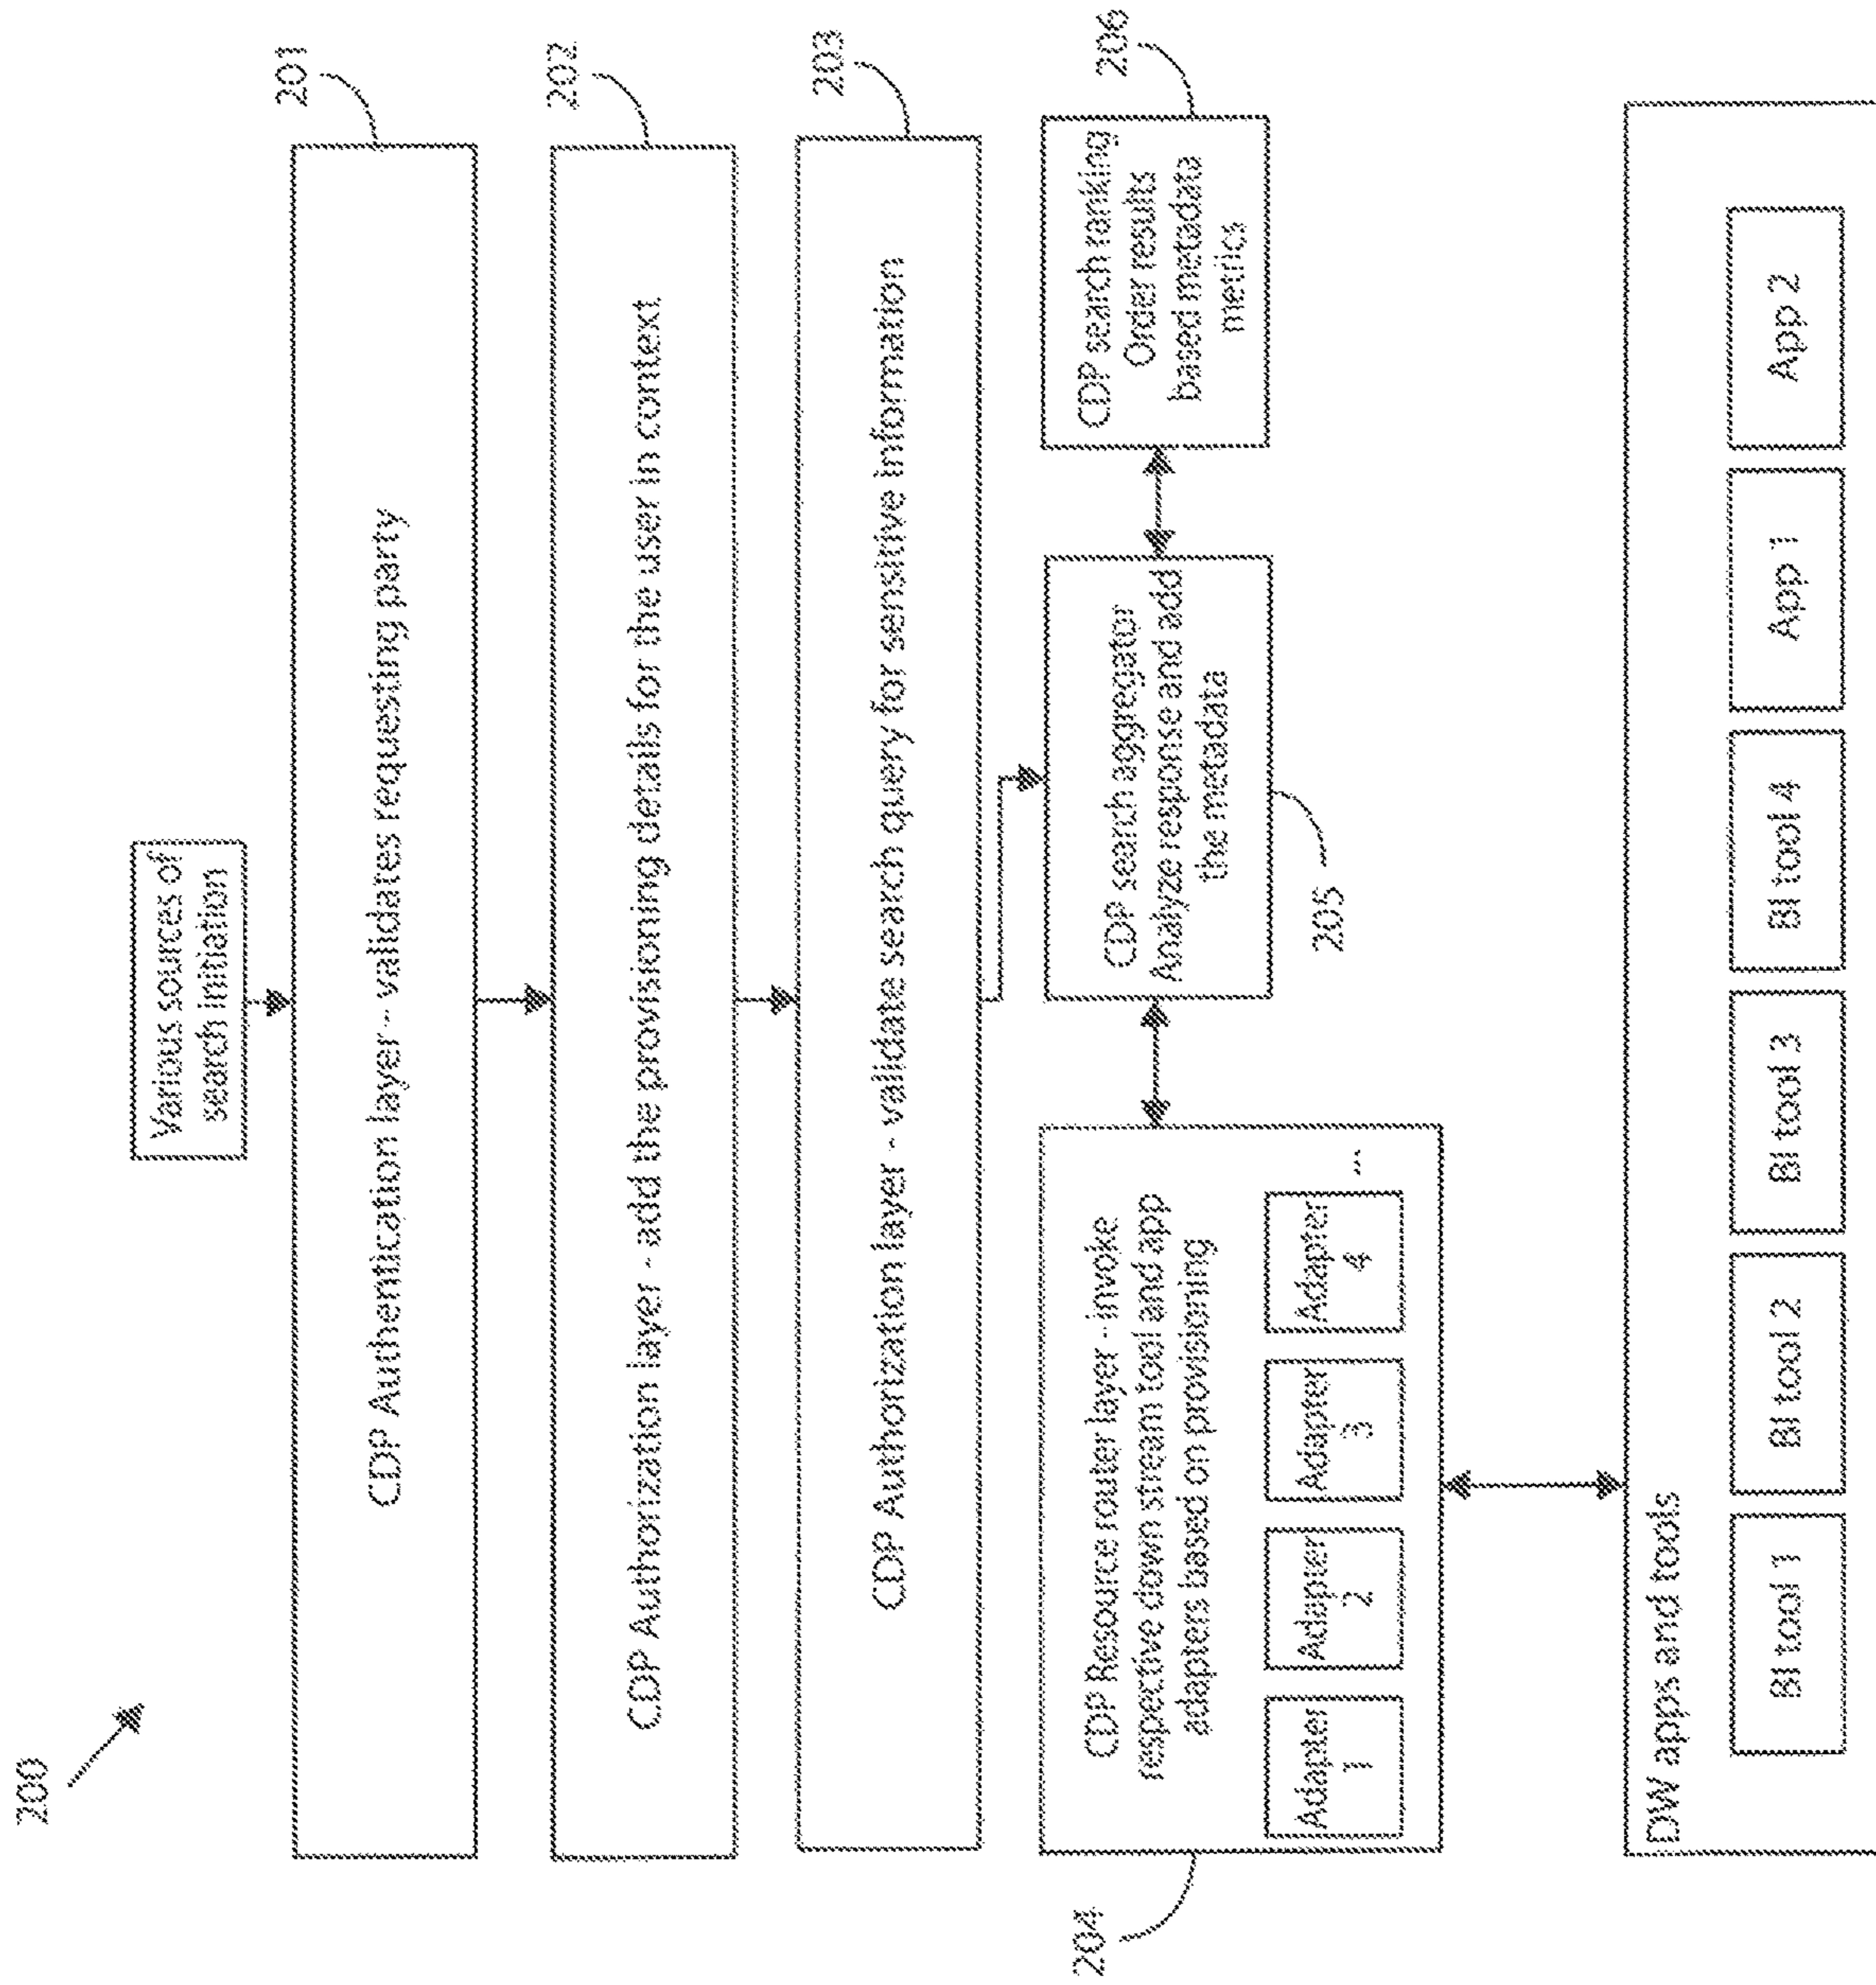 200
Various sources of
search initiation
201
CDP Authentication layer - validates requesting party
202
CDP Authorization layer - add the provisioning details for the user in context
203
CDP Authorization layer - validate search query for sensitive information
204
CDP Resource router layer - invoke
respective down stream tool and app
adapters based on provisioning
Adapter
1
Adapter
2
Adapter
3
Adapter
4
...
CDP search aggregator
Analyze response and add
the metadata
205
CDP search ranking
Order results
based metadata
metrics
206
DW apps and tools
BI tool 1
BI tool 2
BI tool 3
BI tool 4
App 1
App 2